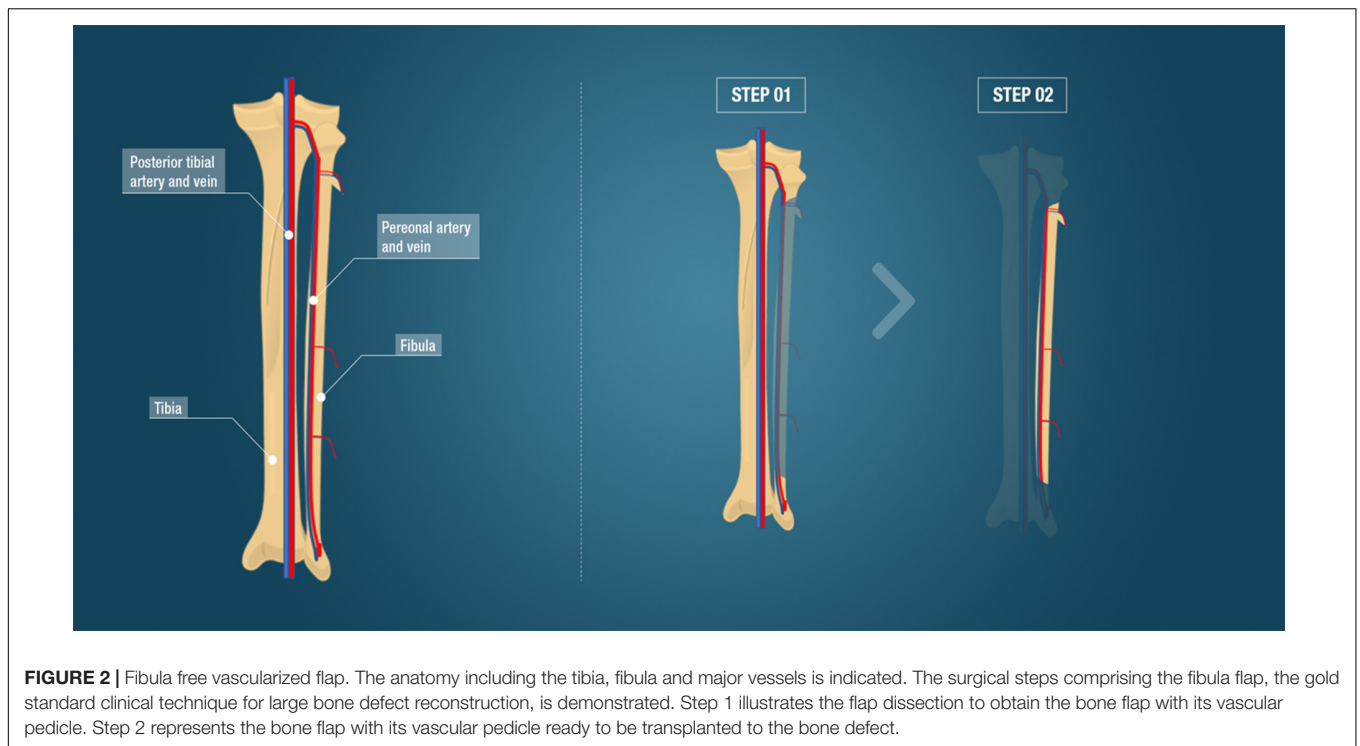 STEP 01
STEP 02
Posterior tibial
artery and vein
Pereonal artery
and vein
Fibula
Tibia
FIGURE 2 | Fibula free vascularized flap. The anatomy including the tibia, fibula and major vessels is indicated. The surgical steps comprising the fibula flap, the gold
standard clinical technique for large bone defect reconstruction, is demonstrated. Step 1 illustrates the flap dissection to obtain the bone flap with its vascular
pedicle. Step 2 represents the bone flap with its vascular pedicle ready to be transplanted to the bone defect.